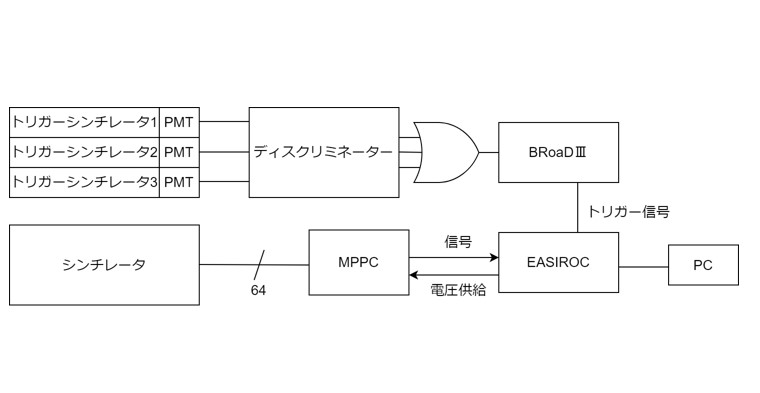 トリガーシンチレータ1 PMT
トリガーシンチレータ2 PMT
トリガーシンチレータ3 PMT
ディスクリミネーター
BRoaDⅢ
トリガー信号
シンチレータ
64
MPPC
信号
電圧供給
EASIROC
PC